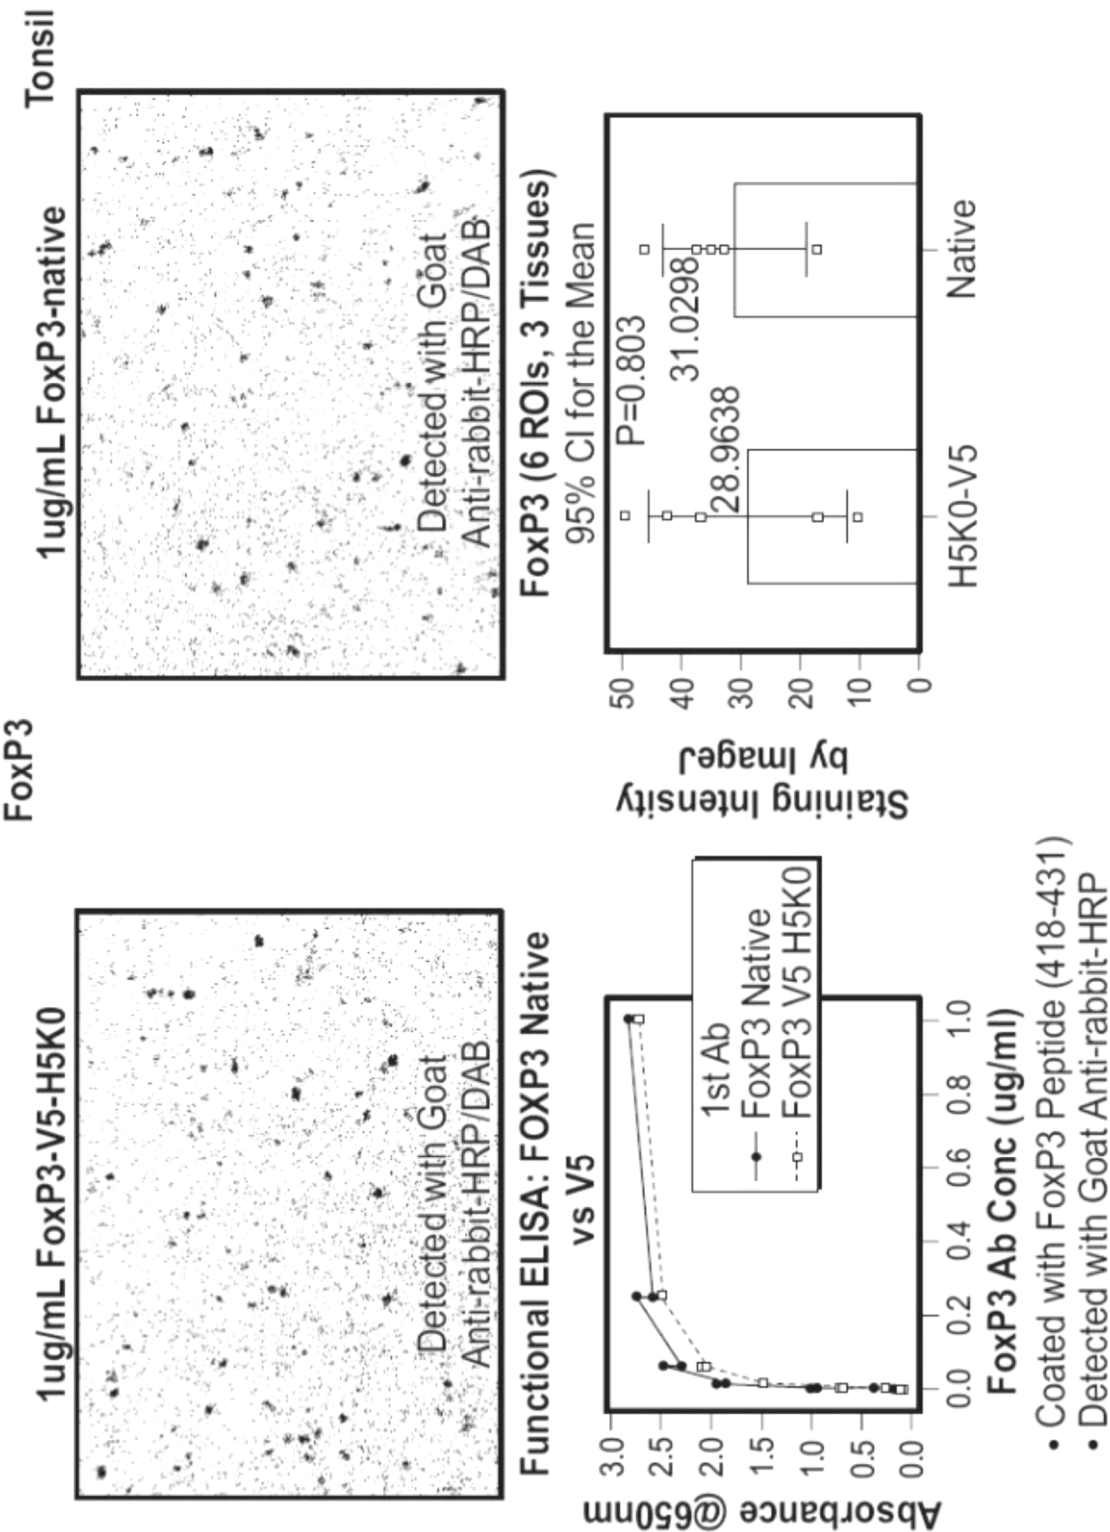 FoxP3
Tonsil
1ug/mL FoxP3-V5-H5K0
Detected with Goat
Anti-rabbit-HRP/DAB
1ug/mL FoxP3-native
Detected with Goat
Anti-rabbit-HRP/DAB
Functional ELISA: FOXP3 Native
vs V5
Absorbance @650nm
3.0
2.5
2.0
1.5
1.0
0.5
0.0
1st Ab
FoxP3 Native
FoxP3 V5 H5K0
0.0 0.2 0.4 0.6 0.8 1.0
FoxP3 Ab Conc (ug/ml)
• Coated with FoxP3 Peptide (418-431)
• Detected with Goat Anti-rabbit-HRP
FoxP3 (6 ROIs, 3 Tissues)
95% CI for the Mean
Staining Intensity
by ImageJ
50
40
30
20
10
0
P=0.803
31.0298
28.9638
H5K0-V5 Native